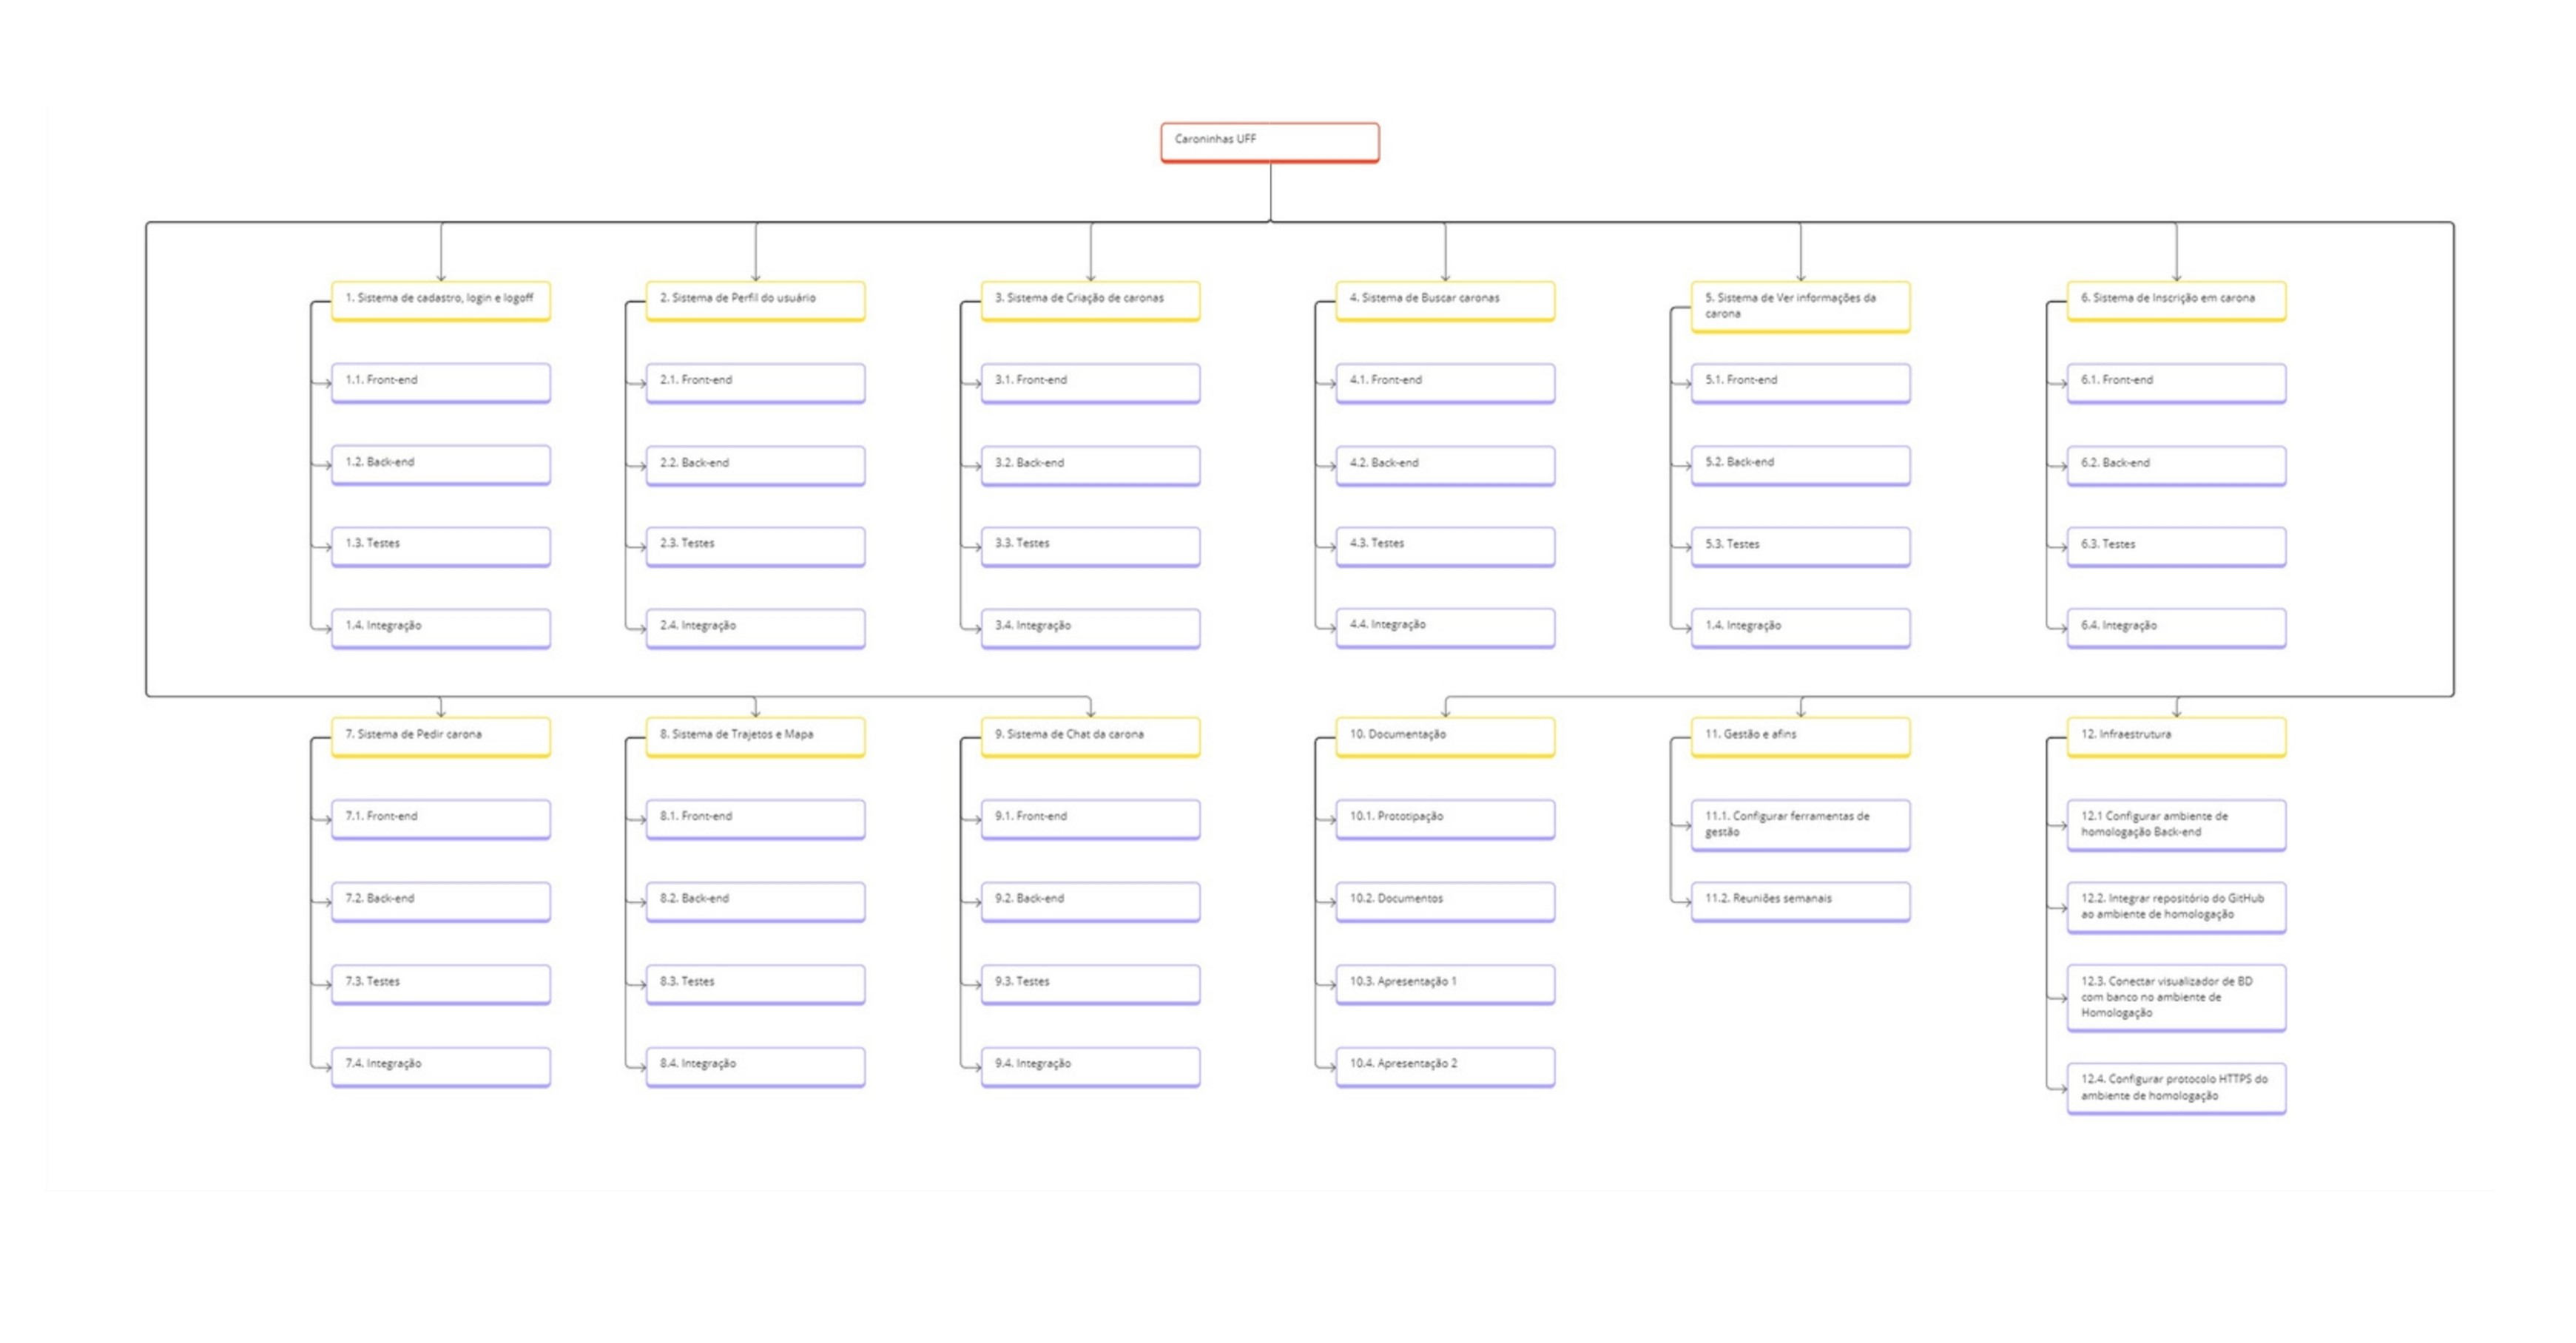 Caroninhas UFF
1. Sistema de cadastro, login e logoff
2. Sistema de Perfil do usuário
3. Sistema de Criação de caronas
4. Sistema de Buscar caronas
5. Sistema de Ver informações da
carona
6. Sistema de Inscrição em carona
1.1. Front-end
2.1. Front-end
3.1. Front-end
4.1. Front-end
5.1. Front-end
6.1. Front-end
1.2. Back-end
2.2. Back-end
3.2. Back-end
4.2. Back-end
5.2. Back-end
6.2. Back-end
1.3. Testes
2.3. Testes
3.3. Testes
4.3. Testes
5.3. Testes
6.3. Testes
1.4. Integração
2.4. Integração
3.4. Integração
4.4. Integração
1.4. Integração
6.4. Integração
7. Sistema de Pedir carona
8. Sistema de Trajetos e Mapa
9. Sistema de Chat da carona
10. Documentação
11. Gestão e afins
12. Infraestrutura
7.1. Front-end
8.1. Front-end
9.1. Front-end
10.1. Prototipação
11.1. Configurar ferramentas de
gestão
12.1 Configurar ambiente de
homologação Back-end
7.2. Back-end
8.2. Back-end
9.2. Back-end
10.2. Documentos
11.2. Reuniões semanais
12.2. Integrar repositório do GitHub
ao ambiente de homologação
7.3. Testes
8.3. Testes
9.3. Testes
10.3. Apresentação 1
12.3. Conectar visualizador de BD
com banco no ambiente de
Homologação
7.4. Integração
8.4. Integração
9.4. Integração
10.4. Apresentação 2
12.4. Configurar protocolo HTTPS do
ambiente de homologação